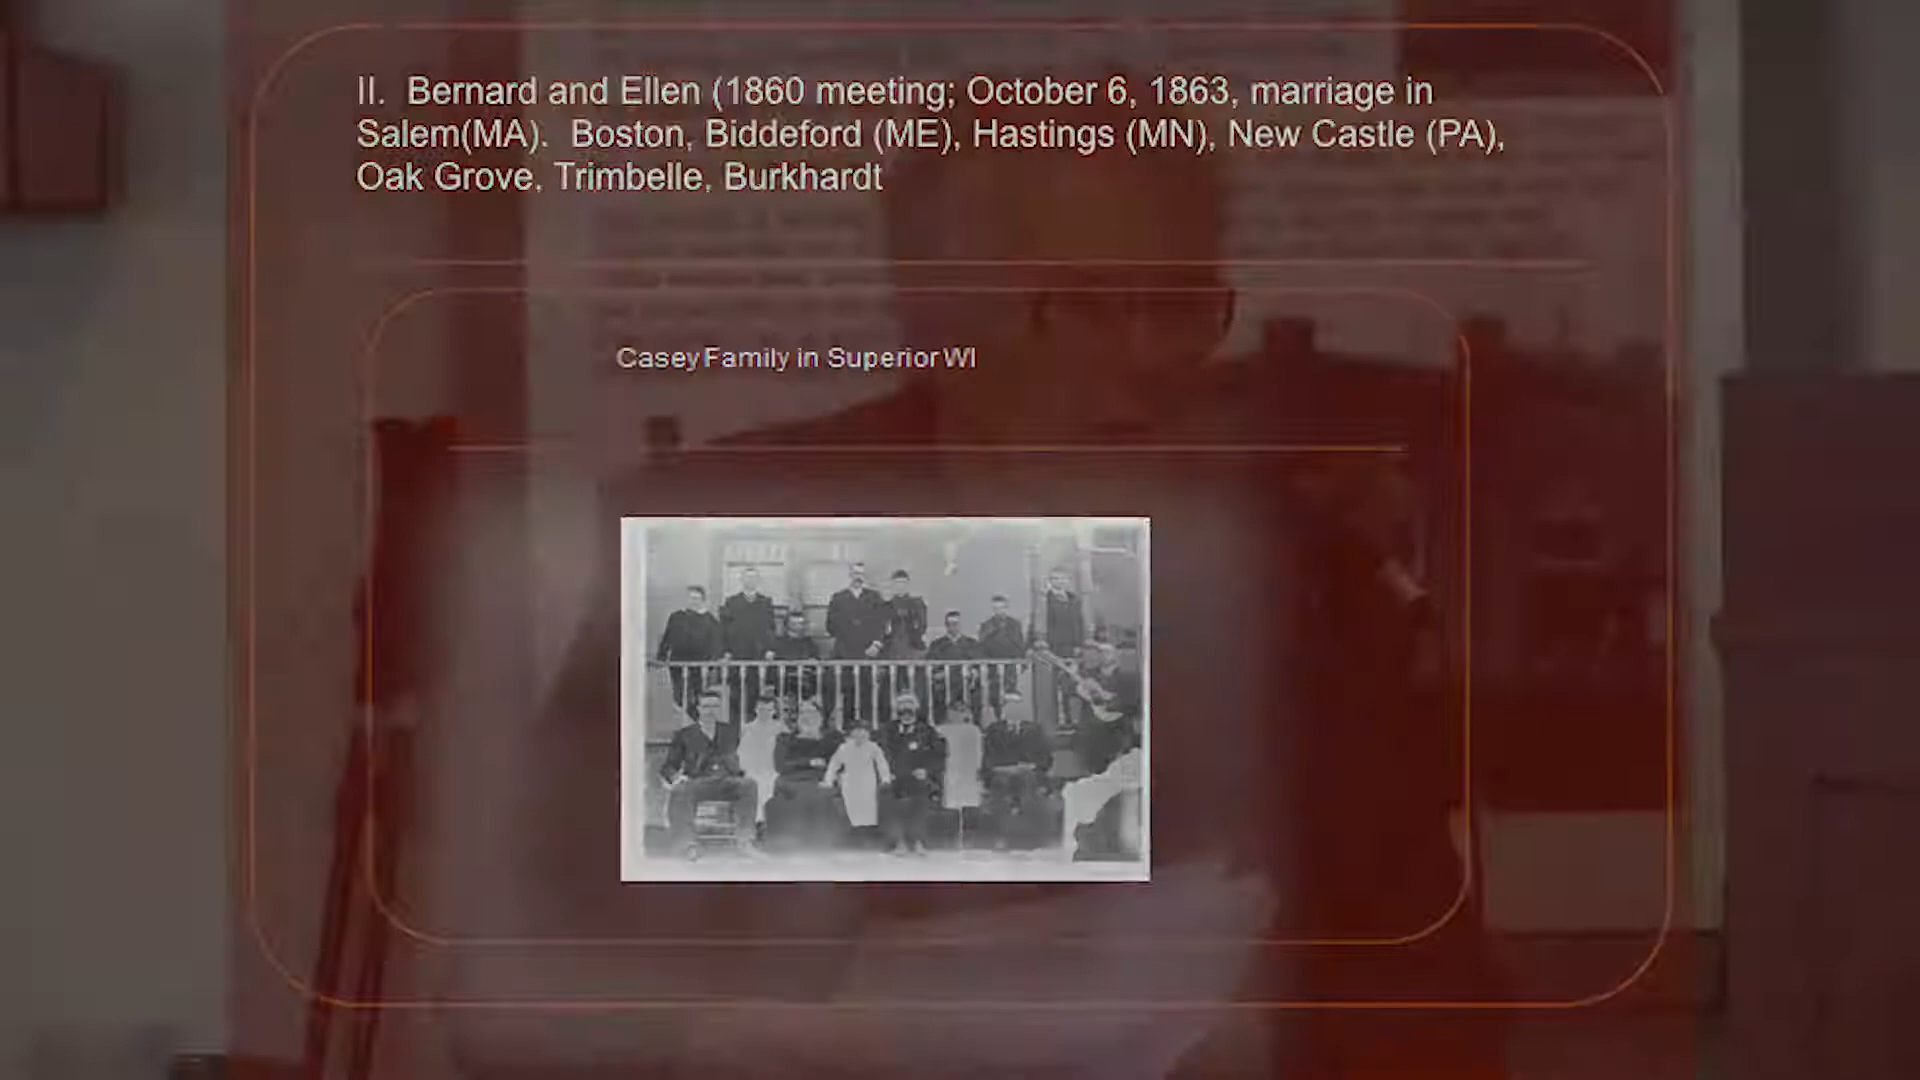 II. Bernard and Ellen (1860 meeting; October 6, 1863, marriage in
Salem(MA). Boston, Biddeford (ME), Hastings (MN), New Castle (PA),
Oak Grove, Trimbelle, Burkhardt
Casey Family in Superior WI